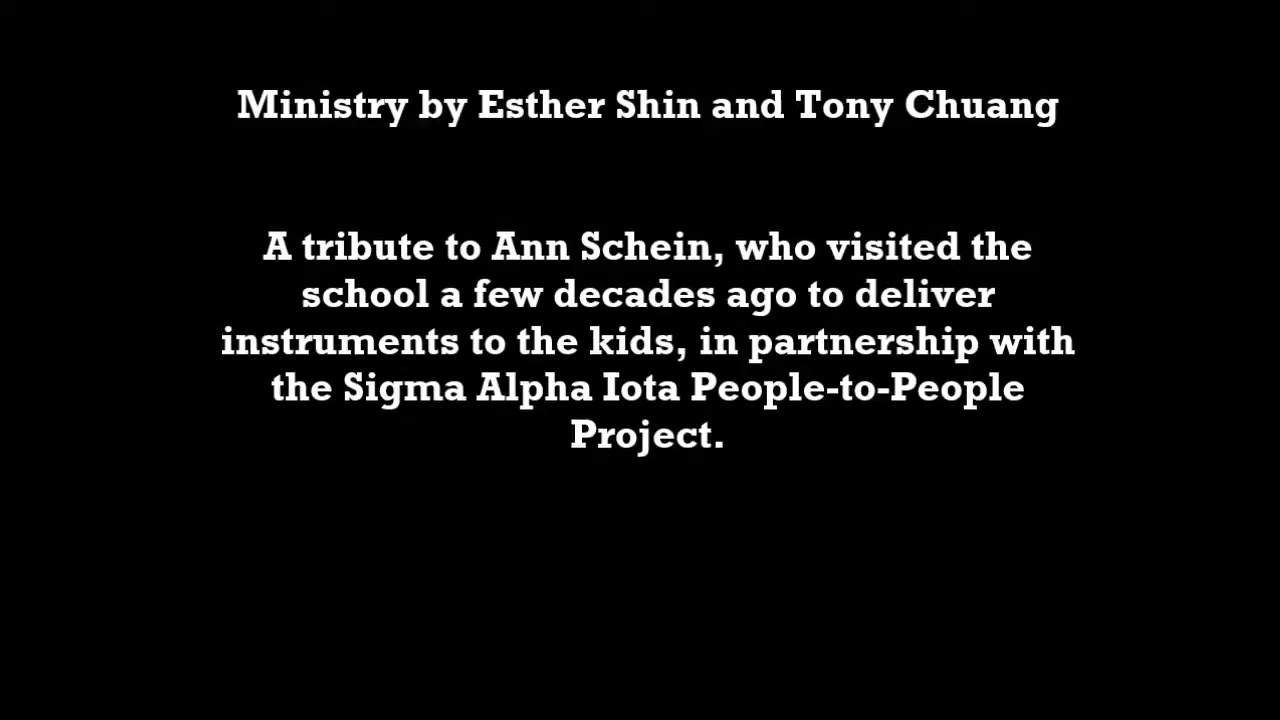 Ministry by Esther Shin and Tony Chuang
A tribute to Ann Schein, who visited the
school a few decades ago to deliver
instruments to the kids, in partnership with
the Sigma Alpha Iota People-to-People
Project.